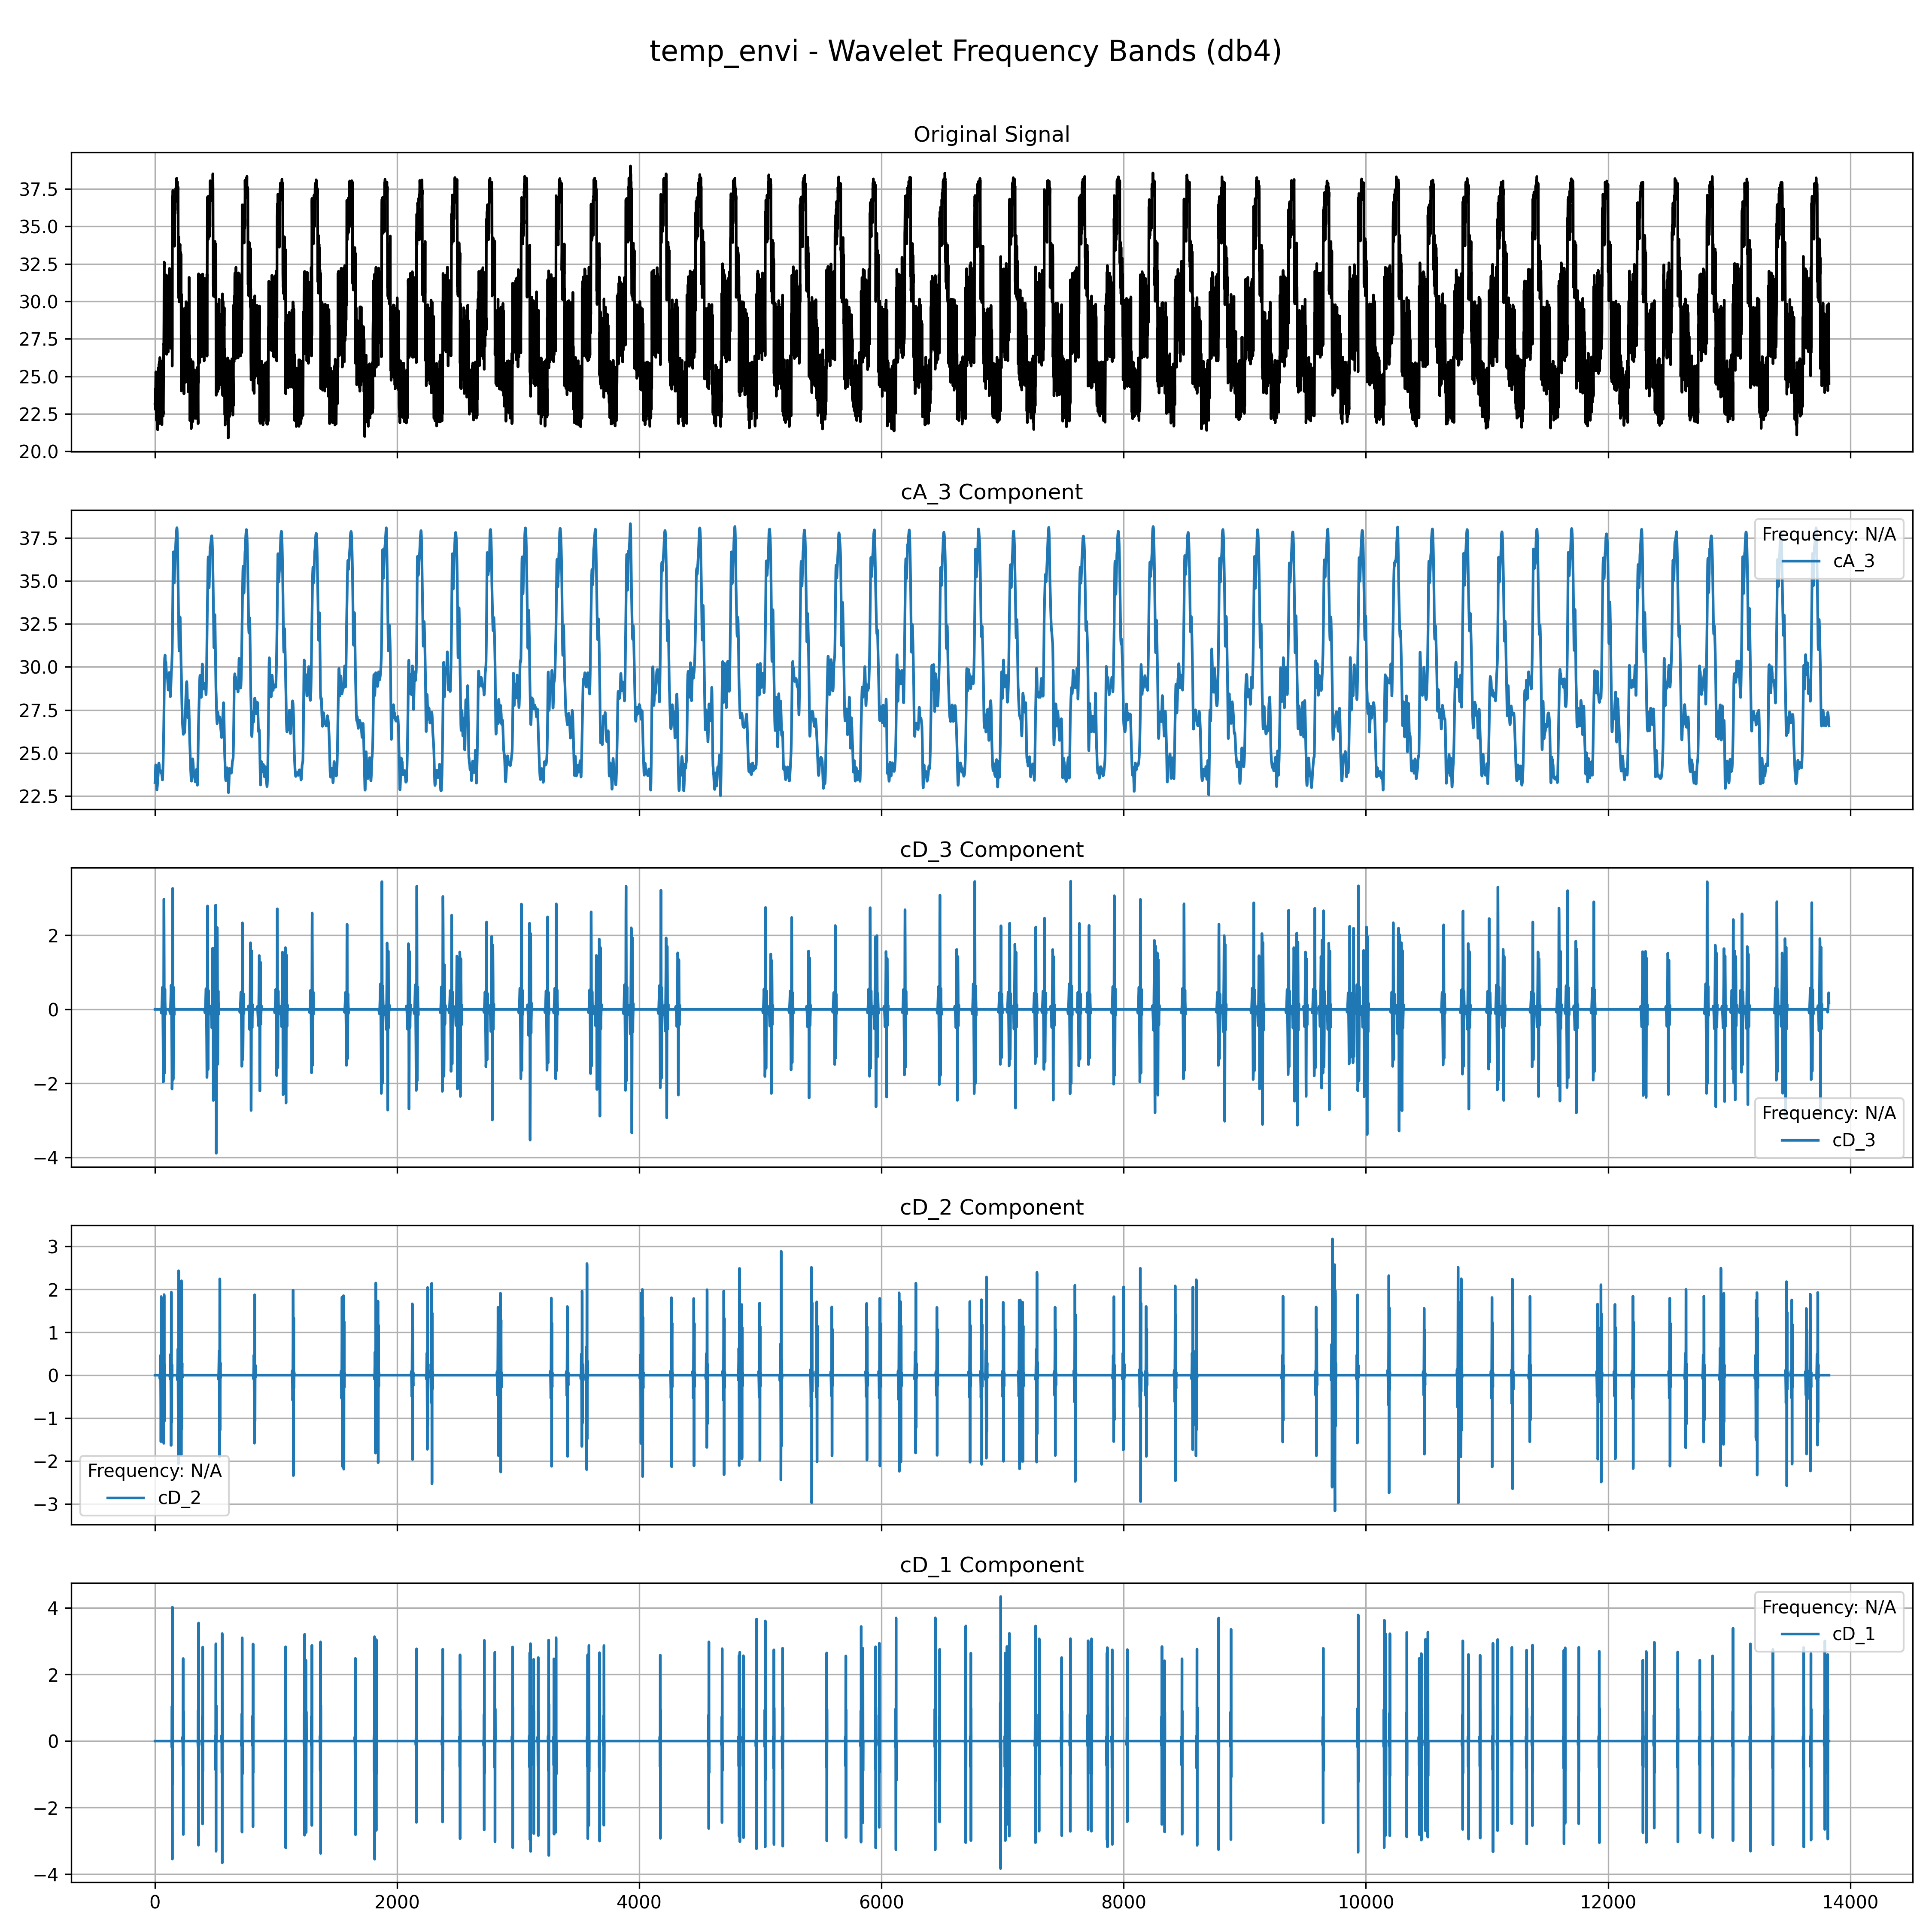 temp_envi - Wavelet Frequency Bands (db4)
Original Signal
37.5
35.0
32.5
30.0
27.5
25.0
22.5
20.0
cA_3 Component
37.5
35.0
32.5
30.0
27.5
25.0
22.5
Frequency: N/A
cA_3
cD_3 Component
2
0
−2
−4
Frequency: N/A
cD_3
cD_2 Component
3
2
1
0
−1
−2
−3
Frequency: N/A
cD_2
cD_1 Component
4
2
0
−2
−4
Frequency: N/A
cD_1
0 2000 4000 6000 8000 10000 12000 14000